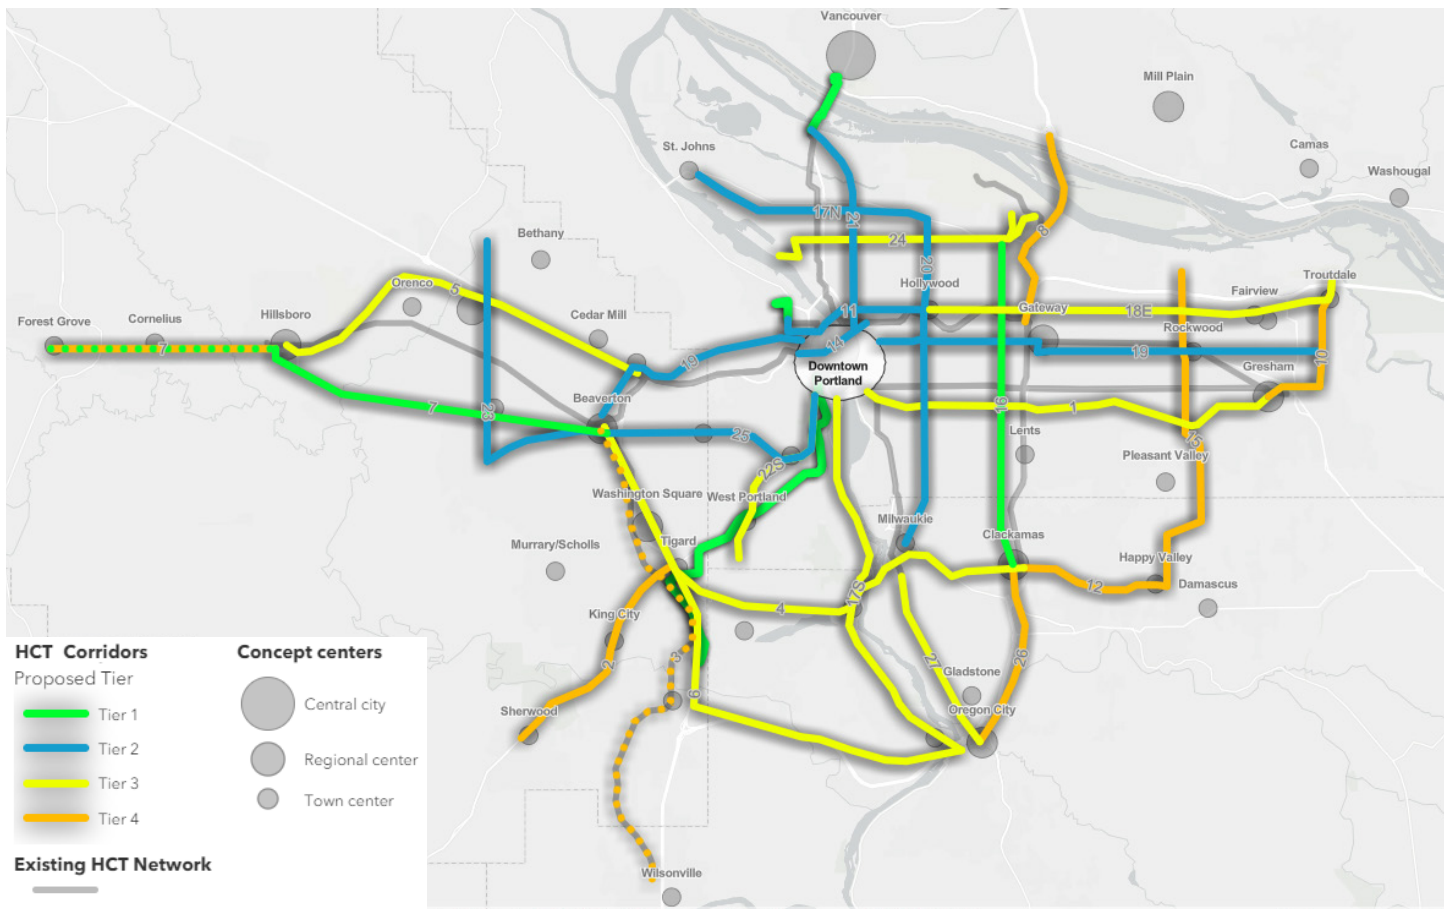 Vancouver
Mill Plain
St. Johns
Camas
Washougal
17N
21
Bethany
24
8
20
Orenco
5
Hollywood
Troutdale
Hillsboro
Cedar Mill
11
Gateway
18E
Fairview
Forest Grove
Cornelius
Rockwood
7
19
14
19
10
Downtown
Portland
Gresham
Beaverton
7
23
16
1
25
Lents
15
22S
Pleasant Valley
Washington Square
West Portland
Milwaukie
Clackamas
Murrary/Scholls
Tigard
Happy Valley
12
Damascus
17S
4
King City
3
2
27
26
Gladstone
6
Sherwood
Oregon City
Wilsonville
HCT Corridors
Proposed Tier
Tier 1
Tier 2
Tier 3
Tier 4
Existing HCT Network
Concept centers
Central city
Regional center
Town center